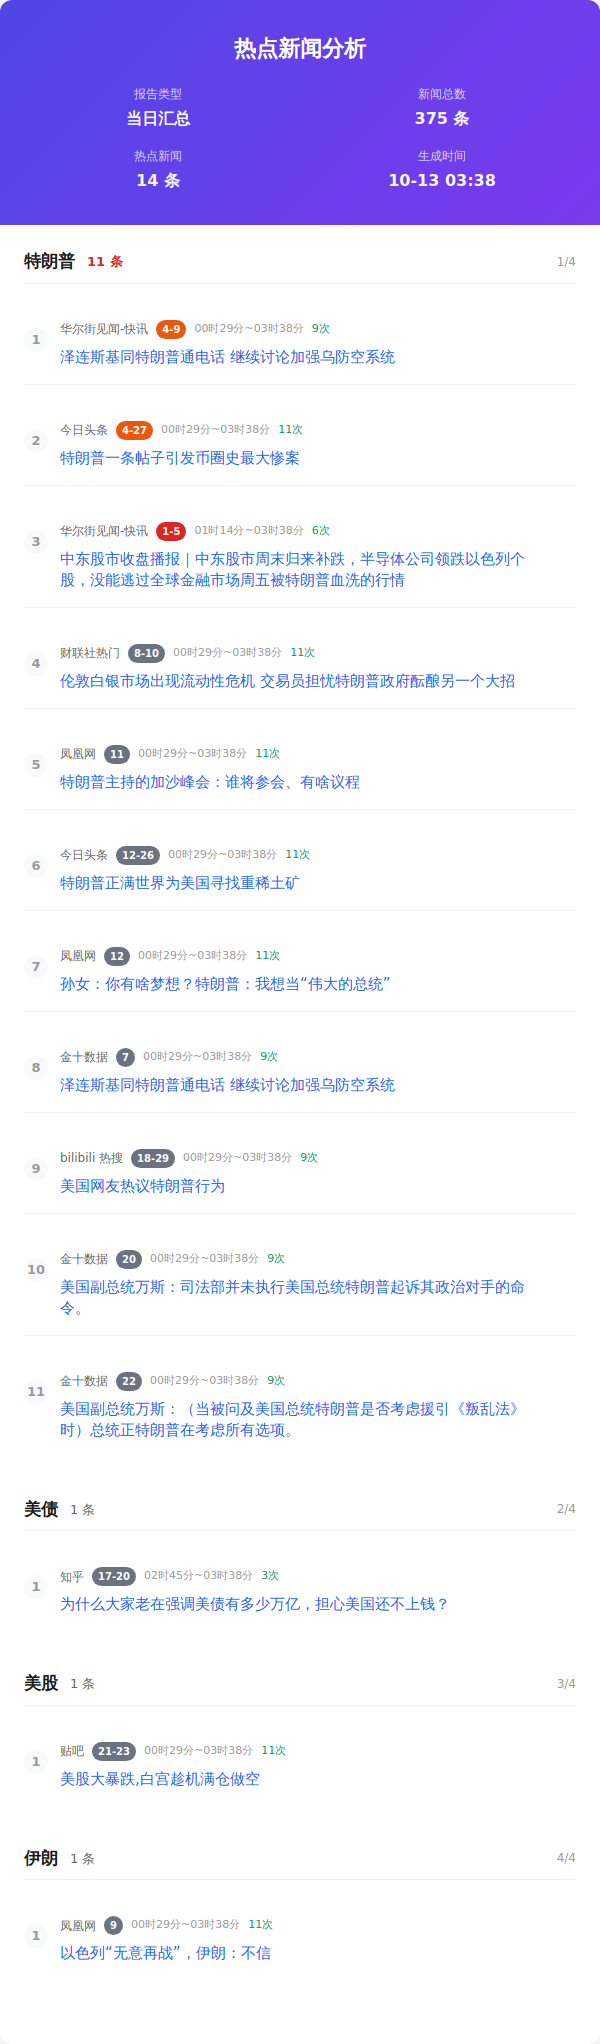 热点新闻分析
报告类型
当日汇总
新闻总数
375 条
热点新闻
14 条
生成时间
10-13 03:38
特朗普 11 条 1/4
1
华尔街见闻-快讯 4-9 00时29分~03时38分 9次
泽连斯基同特朗普通电话 继续讨论加强乌防空系统
2
今日头条 4-27 00时29分~03时38分 11次
特朗普一条帖子引发币圈史最大惨案
3
华尔街见闻-快讯 1-5 01时14分~03时38分 6次
中东股市收盘播报｜中东股市周末归来补跌，半导体公司领跌以色列个
股，没能逃过全球金融市场周五被特朗普血洗的行情
4
财联社热门 8-10 00时29分~03时38分 11次
伦敦白银市场出现流动性危机 交易员担忧特朗普政府酝酿另一个大招
5
凤凰网 11 00时29分~03时38分 11次
特朗普主持的加沙峰会：谁将参会、有啥议程
6
今日头条 12-26 00时29分~03时38分 11次
特朗普正满世界为美国寻找重稀土矿
7
凤凰网 12 00时29分~03时38分 11次
孙女：你有啥梦想？特朗普：我想当“伟大的总统”
8
金十数据 7 00时29分~03时38分 9次
泽连斯基同特朗普通电话 继续讨论加强乌防空系统
9
bilibili 热搜 18-29 00时29分~03时38分 9次
美国网友热议特朗普行为
10
金十数据 20 00时29分~03时38分 9次
美国副总统万斯：司法部并未执行美国总统特朗普起诉其政治对手的命
令。
11
金十数据 22 00时29分~03时38分 9次
美国副总统万斯：（当被问及美国总统特朗普是否考虑援引《叛乱法》
时）总统正特朗普在考虑所有选项。
美债 1 条 2/4
1
知乎 17-20 02时45分~03时38分 3次
为什么大家老在强调美债有多少万亿，担心美国还不上钱？
美股 1 条 3/4
1
贴吧 21-23 00时29分~03时38分 11次
美股大暴跌,白宫趁机满仓做空
伊朗 1 条 4/4
1
凤凰网 9 00时29分~03时38分 11次
以色列“无意再战”，伊朗：不信